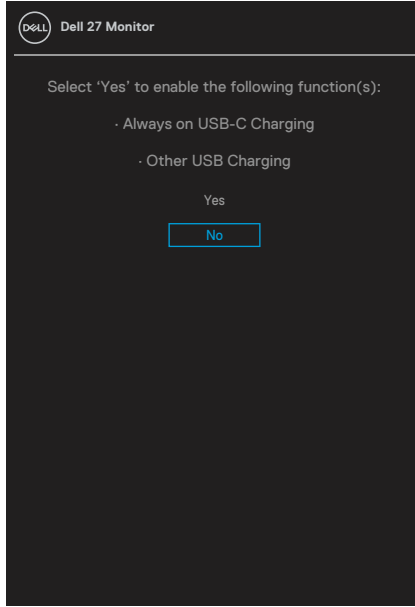 DELL Dell 27 Monitor
Select ‘Yes’ to enable the following function(s):
· Always on USB-C Charging
· Other USB Charging
Yes
No